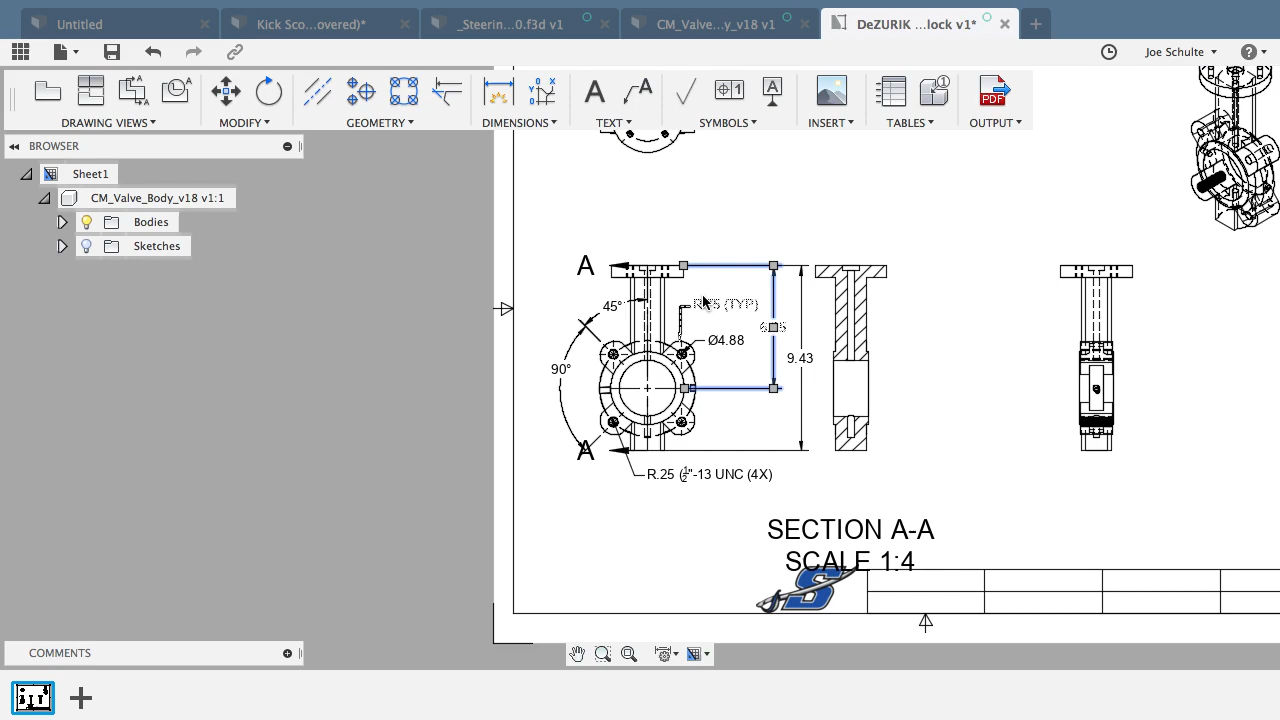 Untitled
Kick Sco...overed)*
_Steerin...0.f3d v1
CM_Valve...y_v18 v1
DeZURIK ...lock v1*
Joe Schulte
DRAWING VIEWS
MODIFY
GEOMETRY
DIMENSIONS
TEXT
SYMBOLS
INSERT
TABLES
PDF
OUTPUT
BROWSER
Sheet1
CM_Valve_Body_v18 v1:1
Bodies
Sketches
A
45°
(TYP)
Ø4.88
90°
9.43
A
R.25 (½"-13 UNC (4X)
SECTION A-A
SCALE 1:4
S
COMMENTS